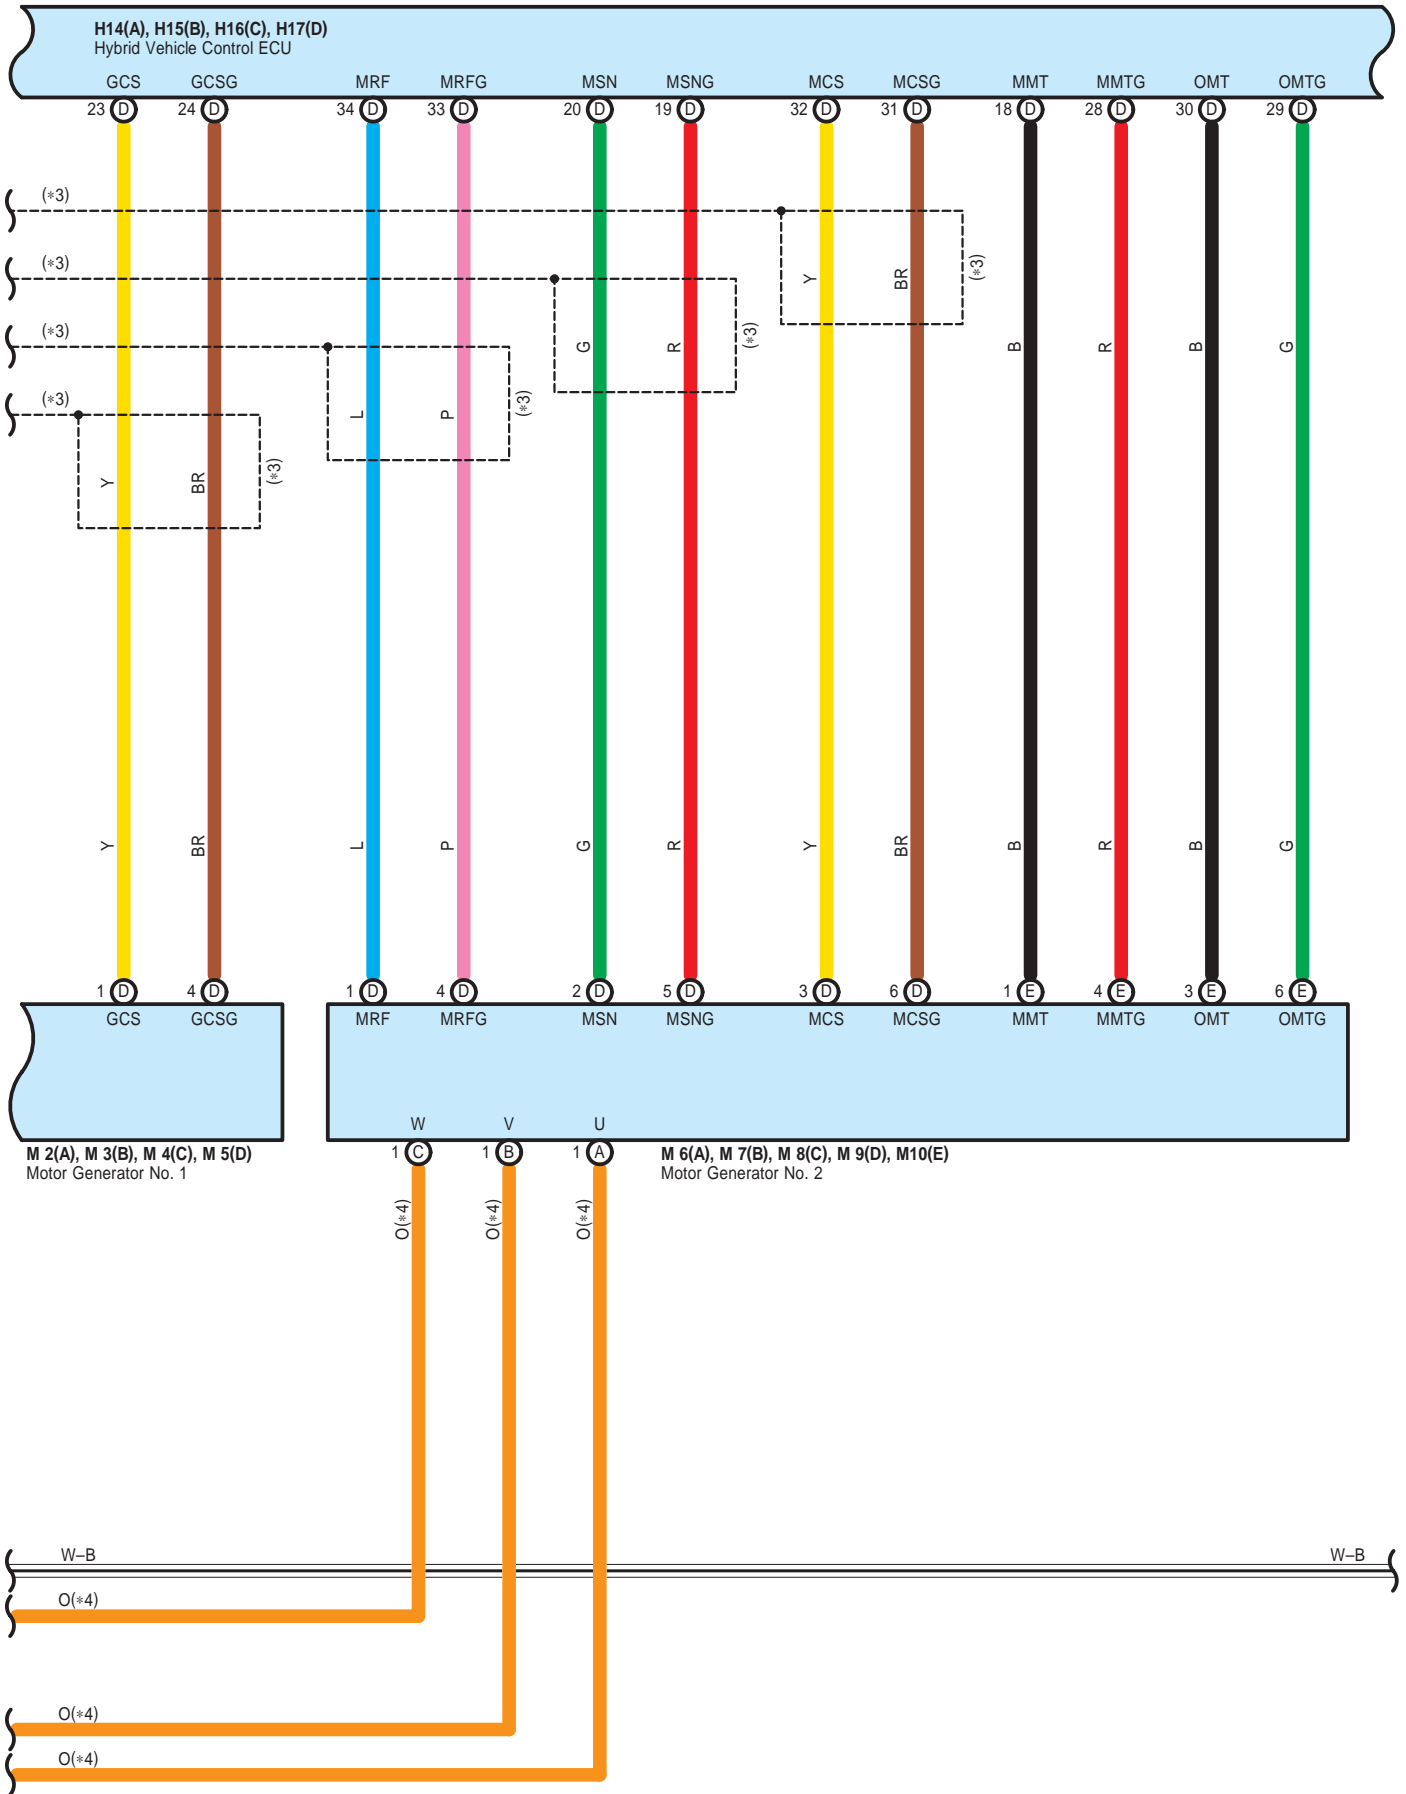 H14(A), H15(B), H16(C), H17(D)
Hybrid Vehicle Control ECU
GCS GCSG MRF MRFG MSN MSNG MCS MCSG MMT MMTG OMT OMTG
23 D 24 D 34 D 33 D 20 D 19 D 32 D 31 D 18 D 28 D 30 D 29 D
(*3)
(*3)
Y BR (*3)
(*3)
G R (*3) B R B G
(*3)
L P (*3)
Y BR (*3)
Y BR L P G R Y BR B R B G
1 D 4 D 1 D 4 D 2 D 5 D 3 D 6 D 1 E 4 E 3 E 6 E
GCS GCSG MRF MRFG MSN MSNG MCS MCSG MMT MMTG OMT OMTG
W V U
1 C 1 B 1 A
M 2(A), M 3(B), M 4(C), M 5(D)
Motor Generator No. 1
M 6(A), M 7(B), M 8(C), M 9(D), M10(E)
Motor Generator No. 2
O(*4) O(*4) O(*4)
W–B W–B
O(*4)
O(*4)
O(*4)